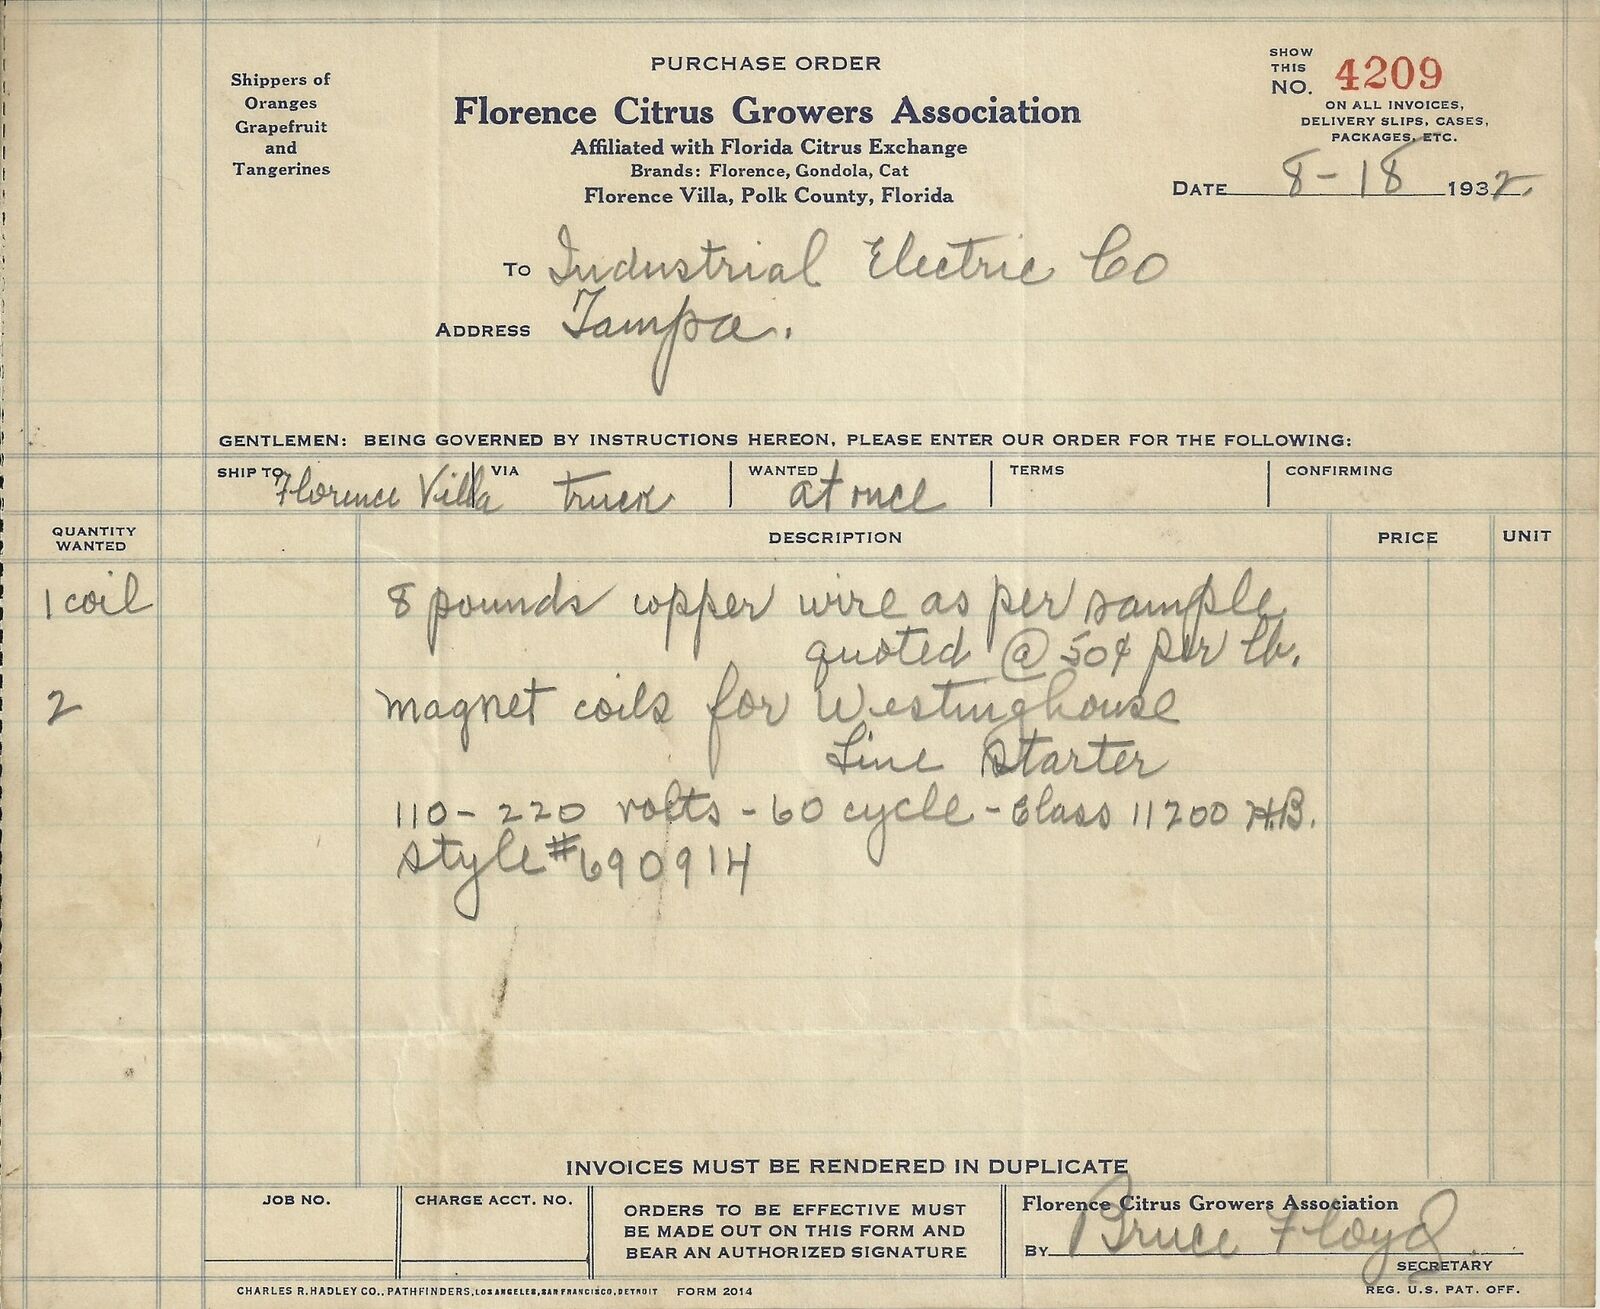 PURCHASE ORDER
Shippers of
Oranges
Grapefruit
and
Tangerines
Florence Citrus Growers Association
Affiliated with Florida Citrus Exchange
Brands: Florence, Gondola, Cat
Florence Villa, Polk County, Florida
SHOW
THIS
NO. 4209
ON ALL INVOICES,
DELIVERY SLIPS, CASES,
PACKAGES, ETC.
DATE 8-18 1932.
TO Industrial Electric Co
ADDRESS Tampa.
GENTLEMEN: BEING GOVERNED BY INSTRUCTIONS HEREON, PLEASE ENTER OUR ORDER FOR THE FOLLOWING:
SHIP TO Florence Villa VIA truck WANTED at once TERMS CONFIRMING
QUANTITY
WANTED
DESCRIPTION PRICE UNIT
1 coil 8 pounds copper wire as per sample
quoted @ 50¢ per lb.
2 magnet coils for Westinghouse
Line Starter
110-220 volts-60 cycle-Class 11200 H.B.
style #690914
INVOICES MUST BE RENDERED IN DUPLICATE
JOB NO. CHARGE ACCT. NO.
ORDERS TO BE EFFECTIVE MUST
BE MADE OUT ON THIS FORM AND
BEAR AN AUTHORIZED SIGNATURE
Florence Citrus Growers Association
BY Bruce Floyd
SECRETARY
CHARLES R. HADLEY CO., PATHFINDERS, LOS ANGELES, SAN FRANCISCO, DETROIT FORM 2014
REG. U.S. PAT. OFF.